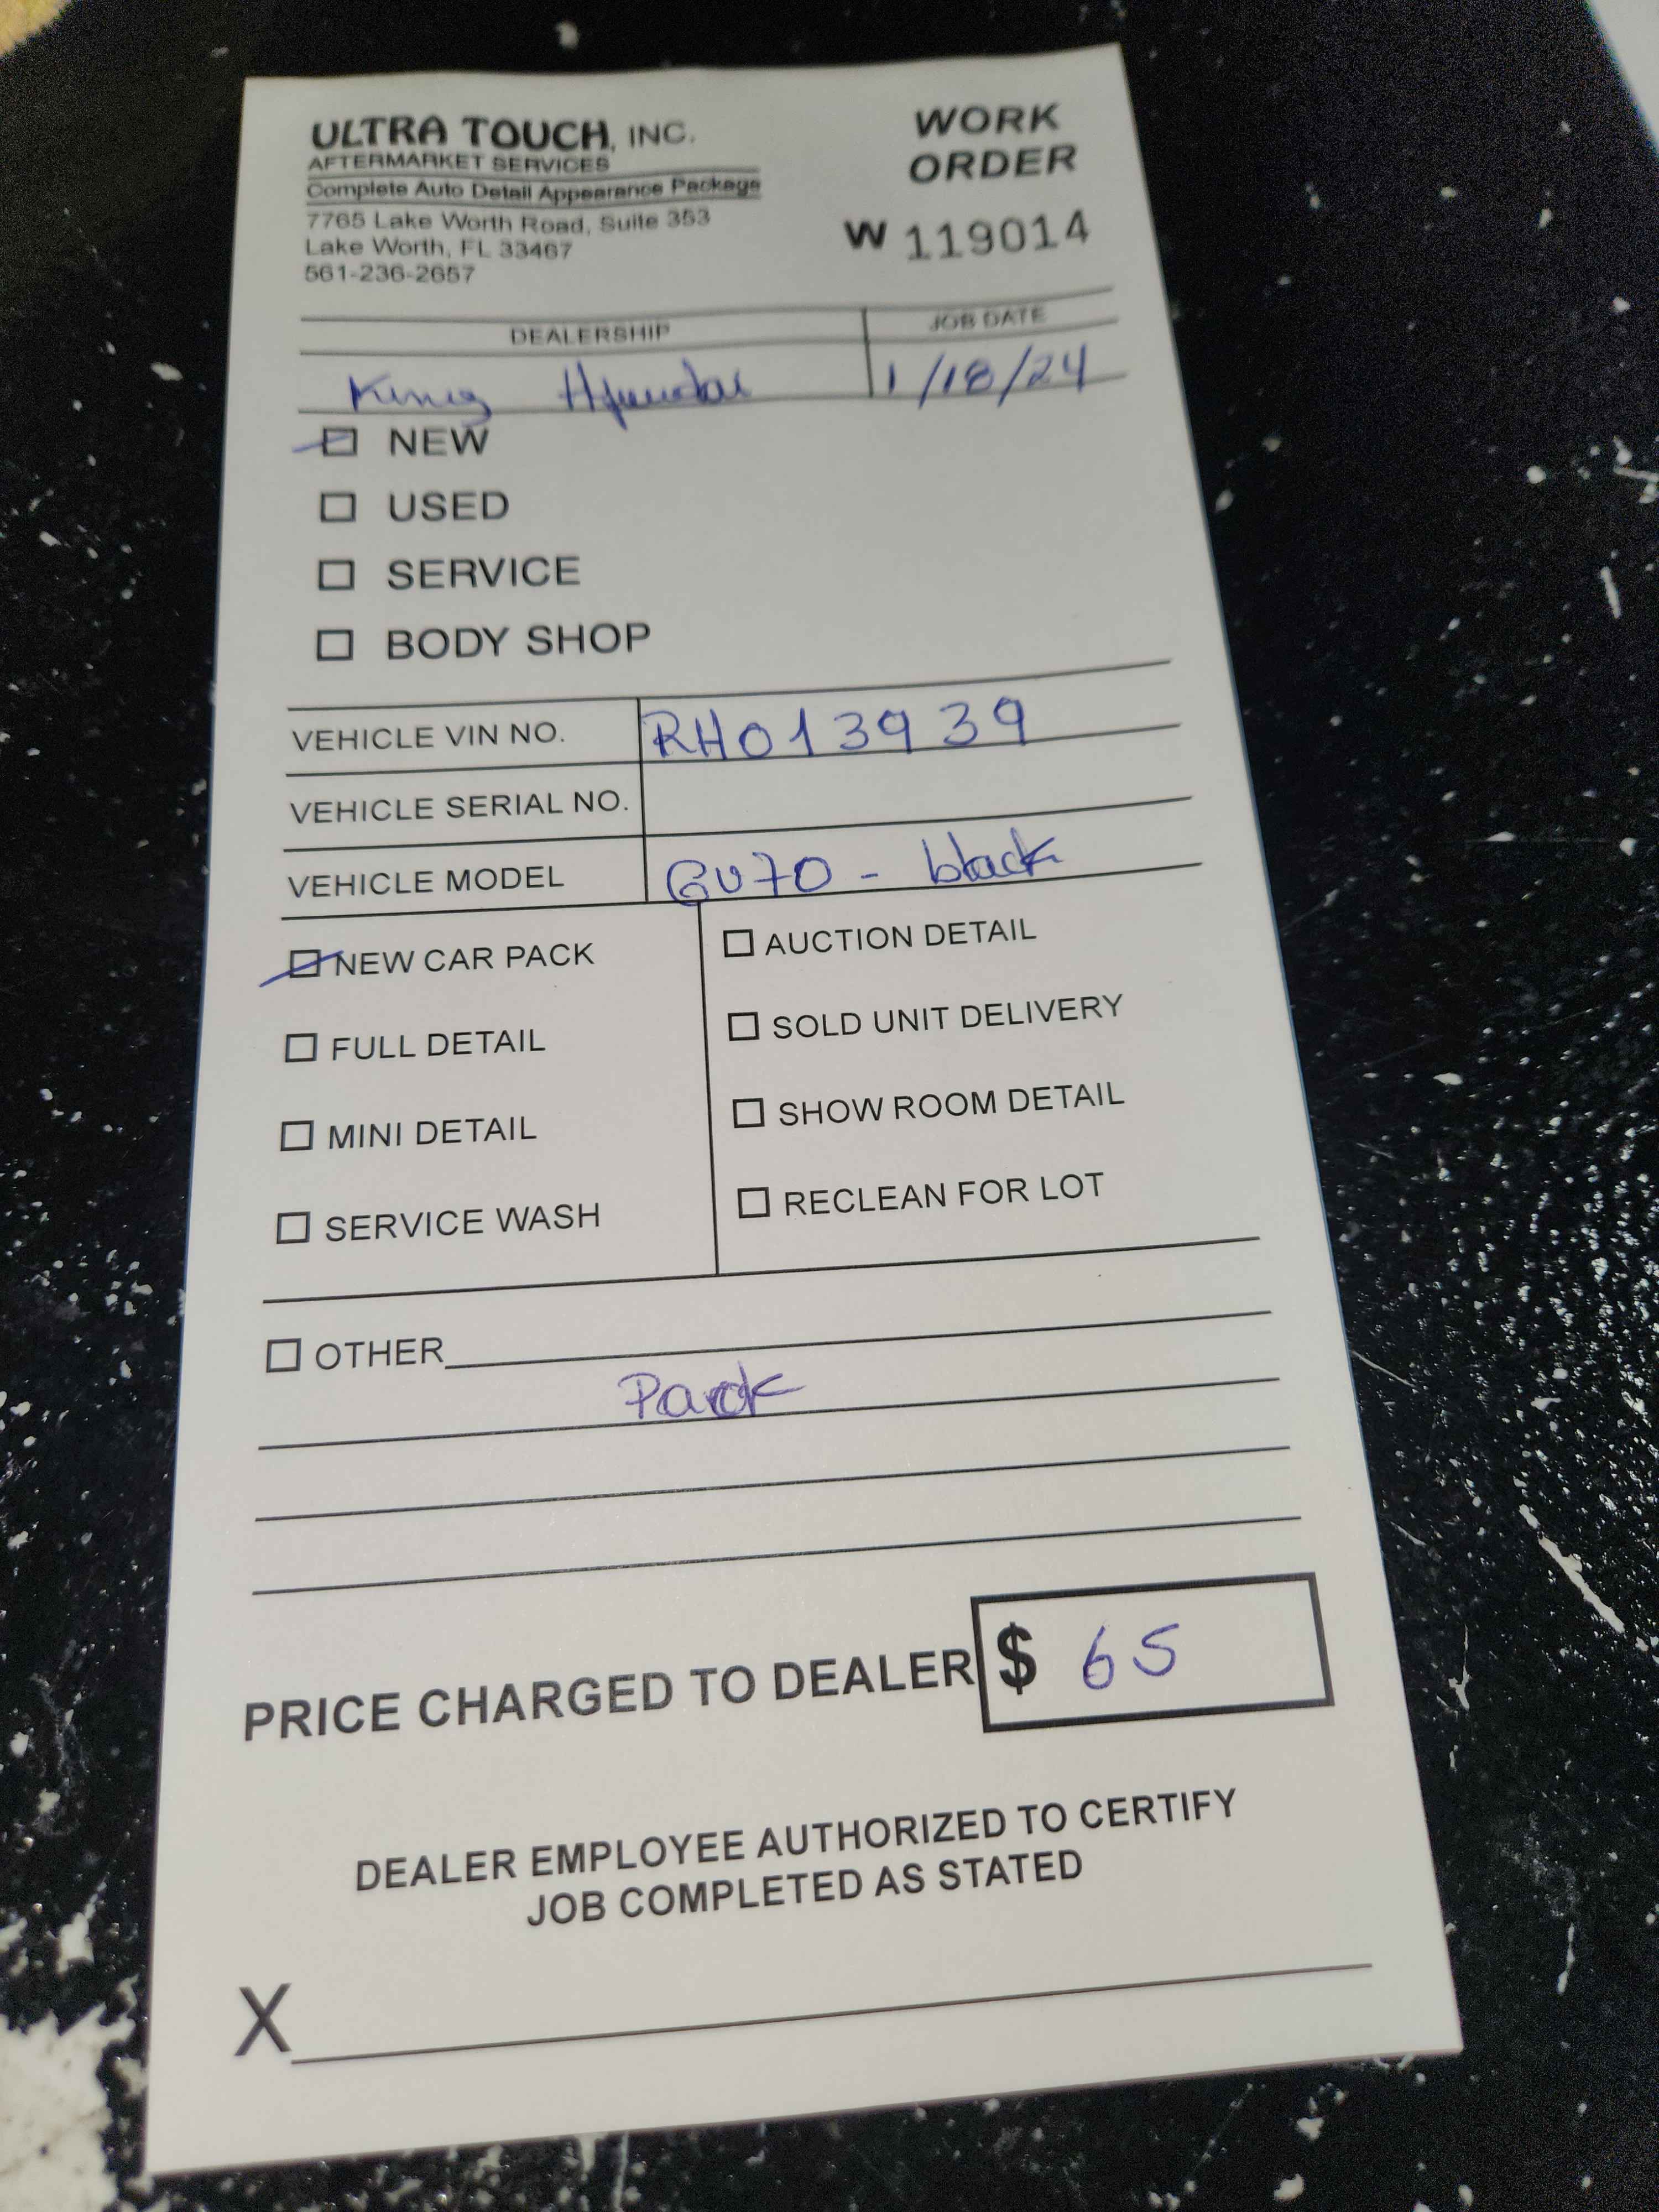 ULTRA TOUCH, INC.
AFTERMARKET SERVICES
Complete Auto Detail Appearance Package
7765 Lake Worth Road, Suite 353
Lake Worth, FL 33467
561-236-2657
WORK
ORDER
W 119014
DEALERSHIP JOB DATE
King Hyundai 1/18/24
NEW
USED
SERVICE
BODY SHOP
VEHICLE VIN NO. RH013939
VEHICLE SERIAL NO.
VEHICLE MODEL GV70 - black
NEW CAR PACK
FULL DETAIL
MINI DETAIL
SERVICE WASH
AUCTION DETAIL
SOLD UNIT DELIVERY
SHOW ROOM DETAIL
RECLEAN FOR LOT
OTHER
PRICE CHARGED TO DEALER $ 65
DEALER EMPLOYEE AUTHORIZED TO CERTIFY
JOB COMPLETED AS STATED
X